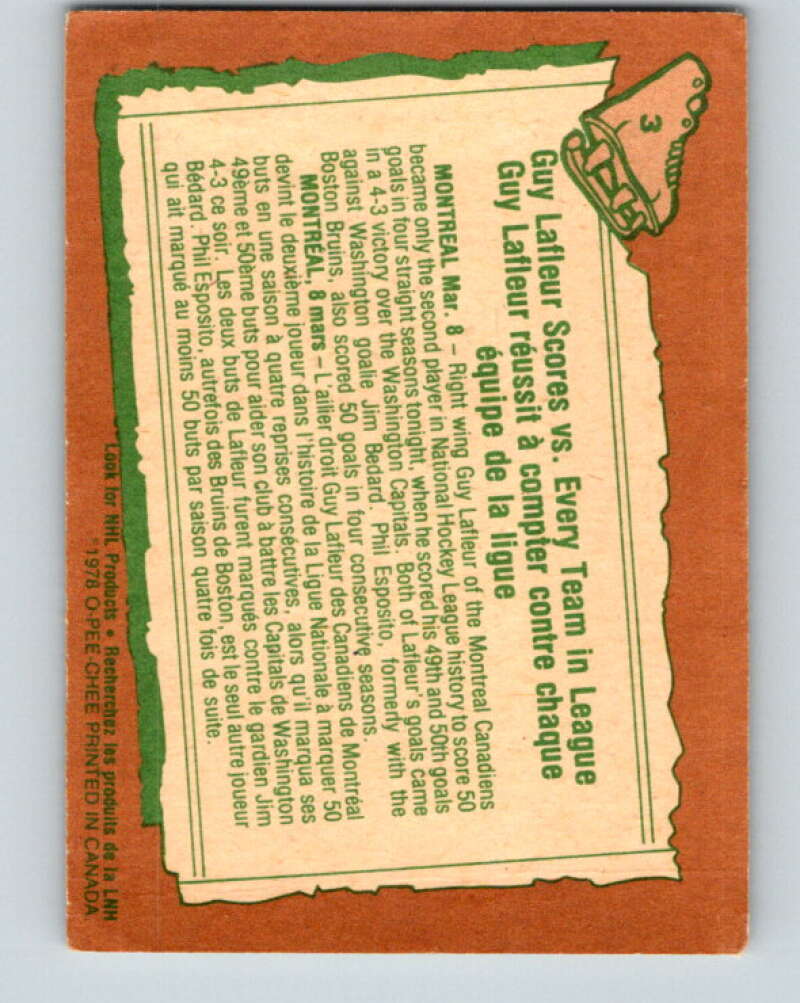 3
Guy Lafleur Scores vs. Every Team in League
Guy Lafleur réussit à compter contre chaque
équipe de la ligue
MONTREAL Mar. 8 – Right wing Guy Lafleur of the Montreal Canadiens
became only the second player in National Hockey League history to score 50
goals in four straight seasons tonight, when he scored his 49th and 50th goals
in a 4-3 victory over the Washington Capitals. Both of Lafleur's goals came
against Washington goalie Jim Bedard. Phil Esposito, formerly with the
Boston Bruins, also scored 50 goals in four consecutive seasons.
MONTRÉAL, 8 mars – L'ailier droit Guy Lafleur des Canadiens de Montréal
devint le deuxième joueur dans l'histoire de la Ligue Nationale à marquer 50
buts en une saison à quatre reprises consécutives, alors qu'il marqua ses
49ème et 50ème buts pour aider son club à battre les Capitals de Washington
4-3 ce soir. Les deux buts de Lafleur furent marqués contre le gardien Jim
Bédard. Phil Esposito, autrefois des Bruins de Boston, est le seul autre joueur
qui ait marqué au moins 50 buts par saison quatre fois de suite.
Look for NHL Products • Recherchez les produits de la LNH
©1978 O-PEE-CHEE PRINTED IN CANADA